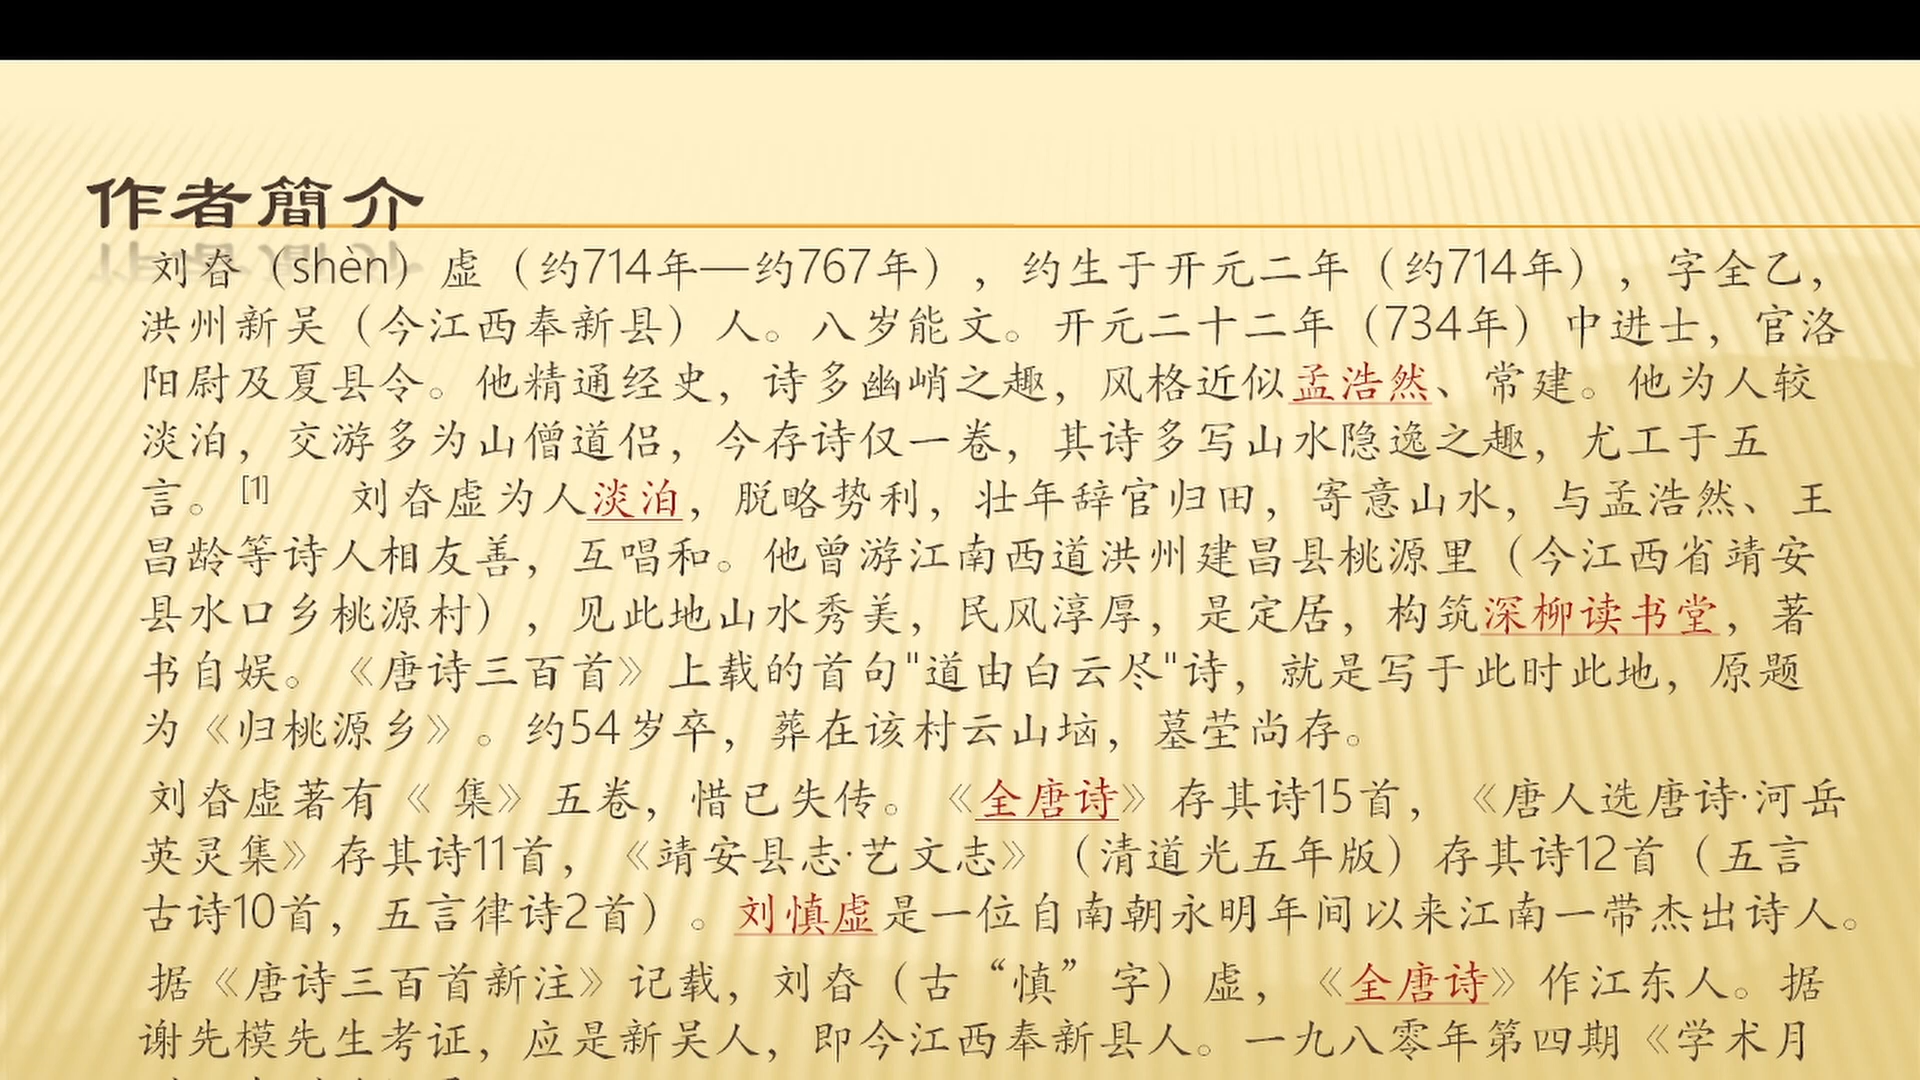 作者簡介
刘昚（shèn）虚（约714年—约767年），约生于开元二年（约714年），字全乙，
洪州新吴（今江西奉新县）人。八岁能文。开元二十二年（734年）中进士，官洛
阳尉及夏县令。他精通经史，诗多幽峭之趣，风格近似孟浩然、常建。他为人较
淡泊，交游多为山僧道侣，今存诗仅一卷，其诗多写山水隐逸之趣，尤工于五
言。[1] 刘昚虚为人淡泊，脱略势利，壮年辞官归田，寄意山水，与孟浩然、王
昌龄等诗人相友善，互唱和。他曾游江南西道洪州建昌县桃源里（今江西省靖安
县水口乡桃源村），见此地山水秀美，民风淳厚，是定居，构筑深柳读书堂，著
书自娱。《唐诗三百首》上载的首句"道由白云尽"诗，就是写于此时此地，原题
为《归桃源乡》。约54岁卒，葬在该村云山垴，墓茔尚存。
刘昚虚著有《 集》五卷，惜已失传。《全唐诗》存其诗15首，《唐人选唐诗·河岳
英灵集》存其诗11首，《靖安县志·艺文志》（清道光五年版）存其诗12首（五言
古诗10首，五言律诗2首）。刘慎虚是一位自南朝永明年间以来江南一带杰出诗人。
据《唐诗三百首新注》记载，刘昚（古“慎”字）虚，《全唐诗》作江东人。据
谢先模先生考证，应是新吴人，即今江西奉新县人。一九八零年第四期《学术月